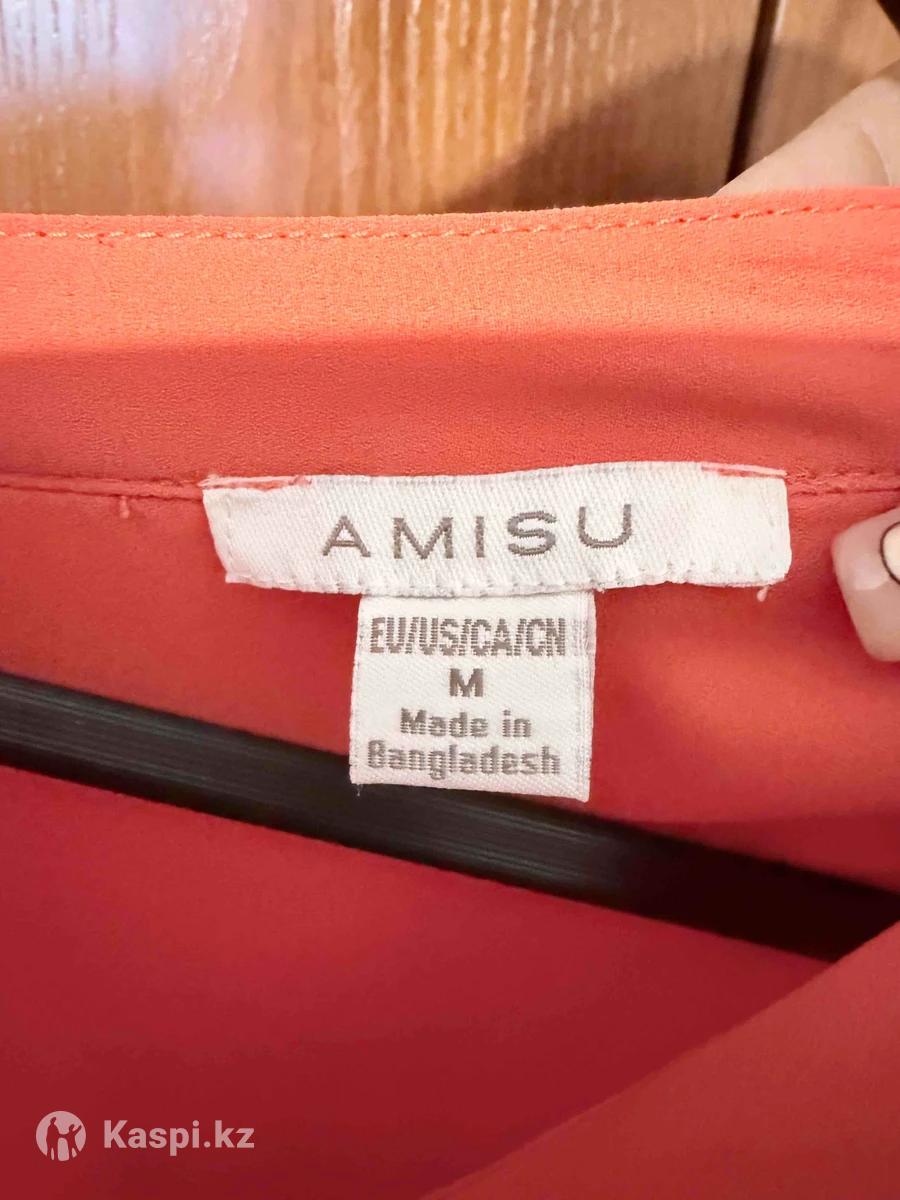 AMISU
EU/US/CA/CN
M
Made in
Bangladesh
Kaspi.kz